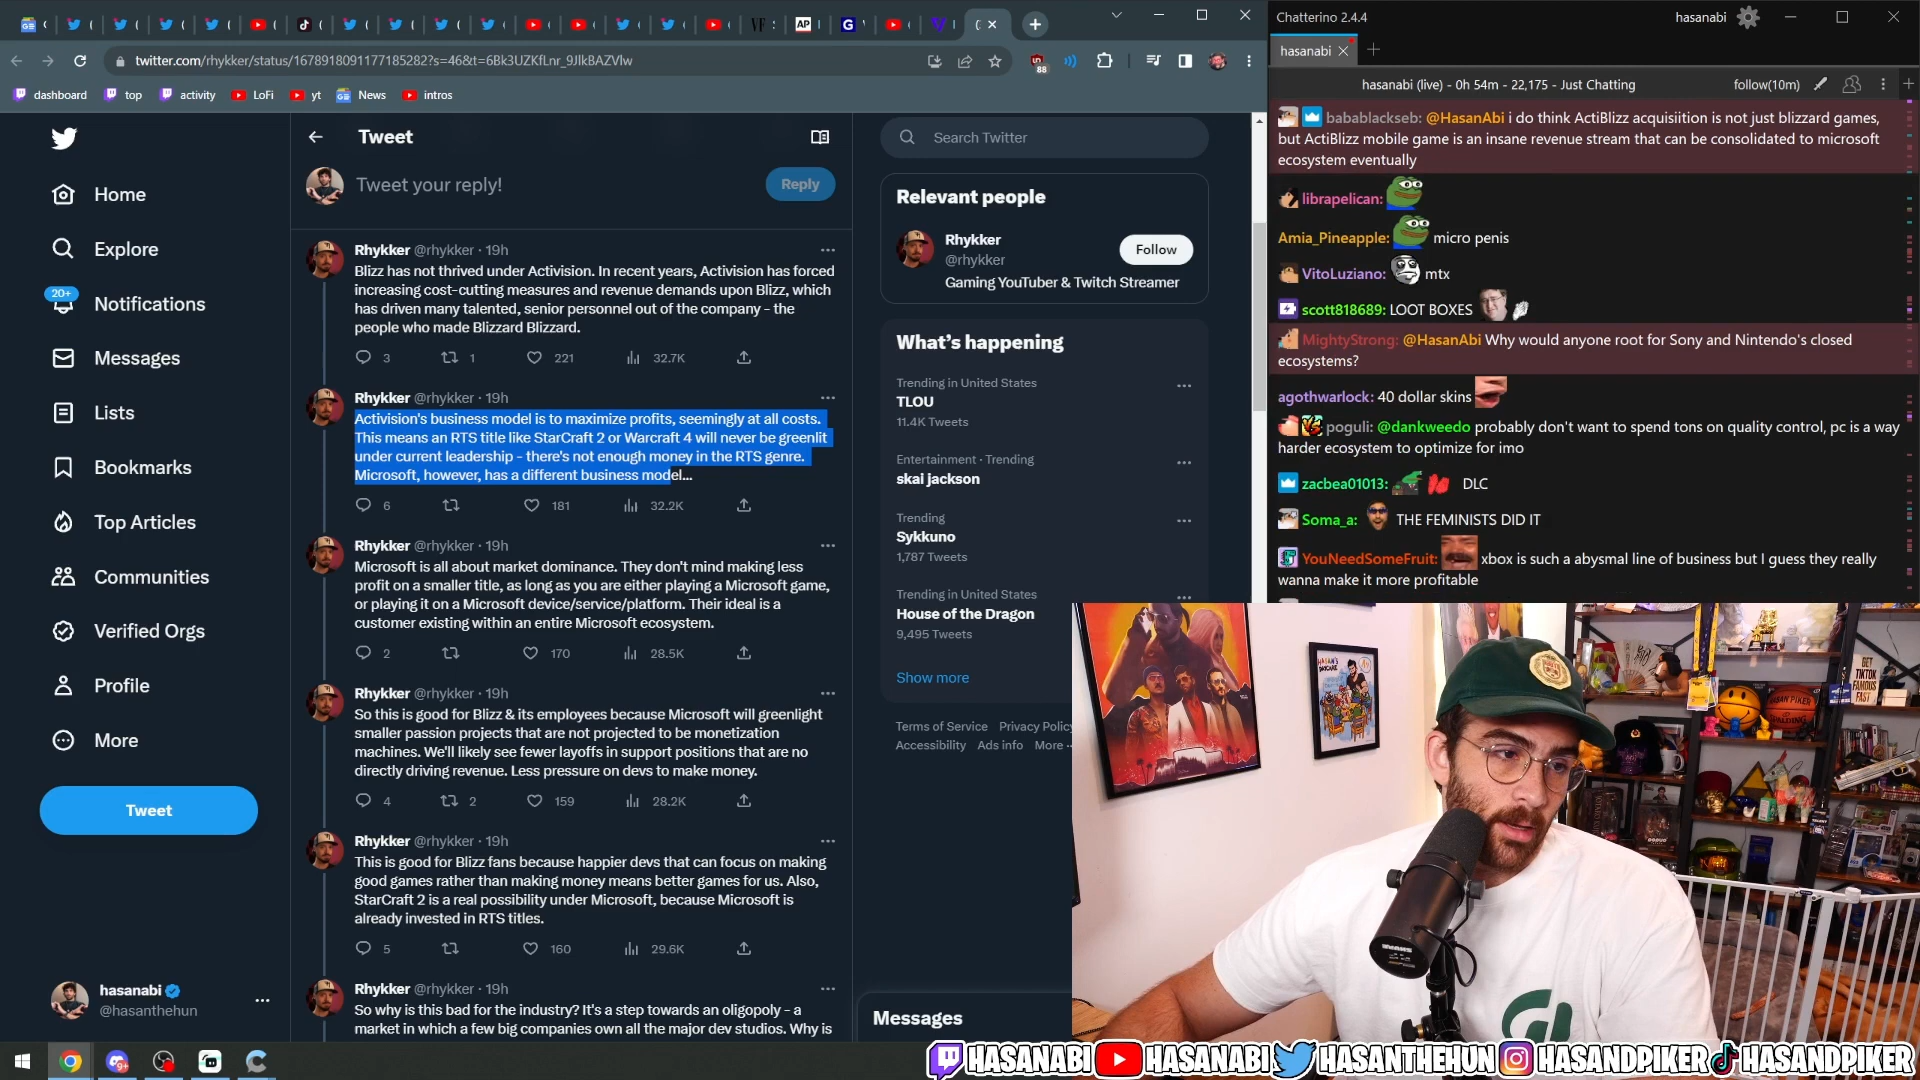 VF
AP
twitter.com/rhykker/status/1678918091177185282?s=46&t=6Bk3UZKfLnr_9JlkBAZVlw
88
dashboard
top
activity
LoFi
yt
News
intros
Tweet
Tweet your reply!
Reply
Home
Explore
20+
Notifications
Messages
Lists
Bookmarks
Top Articles
Communities
Verified Orgs
Profile
More
Tweet
hasanabi
@hasanthehun
Rhykker @rhykker · 19h
Blizz has not thrived under Activision. In recent years, Activision has forced
increasing cost-cutting measures and revenue demands upon Blizz, which
has driven many talented, senior personnel out of the company - the
people who made Blizzard Blizzard.
3
1
221
32.7K
Rhykker @rhykker · 19h
Activision's business model is to maximize profits, seemingly at all costs.
This means an RTS title like StarCraft 2 or Warcraft 4 will never be greenlit
under current leadership - there's not enough money in the RTS genre.
Microsoft, however, has a different business model...
6
181
32.2K
Rhykker @rhykker · 19h
Microsoft is all about market dominance. They don't mind making less
profit on a smaller title, as long as you are either playing a Microsoft game,
or playing it on a Microsoft device/service/platform. Their ideal is a
customer existing within an entire Microsoft ecosystem.
2
170
28.5K
Rhykker @rhykker · 19h
So this is good for Blizz & its employees because Microsoft will greenlight
smaller passion projects that are not projected to be monetization
machines. We'll likely see fewer layoffs in support positions that are no
directly driving revenue. Less pressure on devs to make money.
4
2
159
28.2K
Rhykker @rhykker · 19h
This is good for Blizz fans because happier devs that can focus on making
good games rather than making money means better games for us. Also,
StarCraft 2 is a real possibility under Microsoft, because Microsoft is
already invested in RTS titles.
5
160
29.6K
Rhykker @rhykker · 19h
So why is this bad for the industry? It's a step towards an oligopoly - a
market in which a few big companies own all the major dev studios. Why is
Search Twitter
Relevant people
Rhykker
@rhykker
Follow
Gaming YouTuber & Twitch Streamer
What's happening
Trending in United States
TLOU
11.4K Tweets
Entertainment · Trending
skai jackson
Trending
Sykkuno
1,787 Tweets
Trending in United States
House of the Dragon
9,495 Tweets
Show more
Terms of Service Privacy Policy
Accessibility Ads info More ··
Messages
Chatterino 2.4.4
hasanabi
hasanabi
hasanabi (live) - 0h 54m - 22,175 - Just Chatting
follow(10m)
babablackseb: @HasanAbi i do think ActiBlizz acquisiition is not just blizzard games,
but ActiBlizz mobile game is an insane revenue stream that can be consolidated to microsoft
ecosystem eventually
librapelican:
Amia_Pineapple: micro penis
VitoLuziano: mtx
scott818689: LOOT BOXES
MightyStrong: @HasanAbi Why would anyone root for Sony and Nintendo's closed
ecosystems?
agothwarlock: 40 dollar skins
poguli: @dankweedo probably don't want to spend tons on quality control, pc is a way
harder ecosystem to optimize for imo
zacbea01013: DLC
Soma_a: THE FEMINISTS DID IT
YouNeedSomeFruit: xbox is such a abysmal line of business but I guess they really
wanna make it more profitable
GET
TIKTOK
FAMOUS
FAST
HASAN PIKER
SPALDING
SHURE
HASANABI HASANABI HASANTHEHUN HASANDPIKER HASANDPIKER